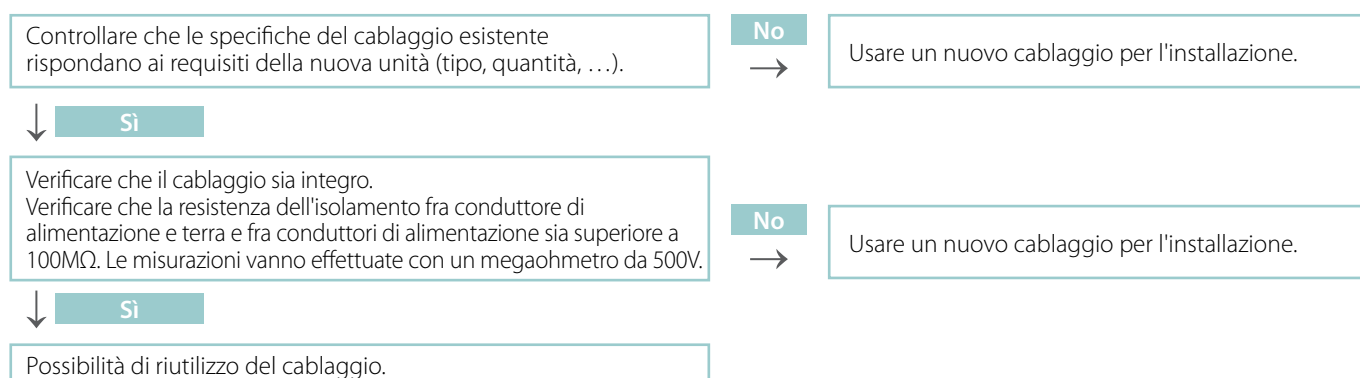 Controllare che le specifiche del cablaggio esistente
rispondano ai requisiti della nuova unità (tipo, quantità, …).
No
→
Usare un nuovo cablaggio per l'installazione.
↓
Sì
Verificare che il cablaggio sia integro.
Verificare che la resistenza dell'isolamento fra conduttore di
alimentazione e terra e fra conduttori di alimentazione sia superiore a
100MΩ. Le misurazioni vanno effettuate con un megaohmetro da 500V.
No
→
Usare un nuovo cablaggio per l'installazione.
↓
Sì
Possibilità di riutilizzo del cablaggio.